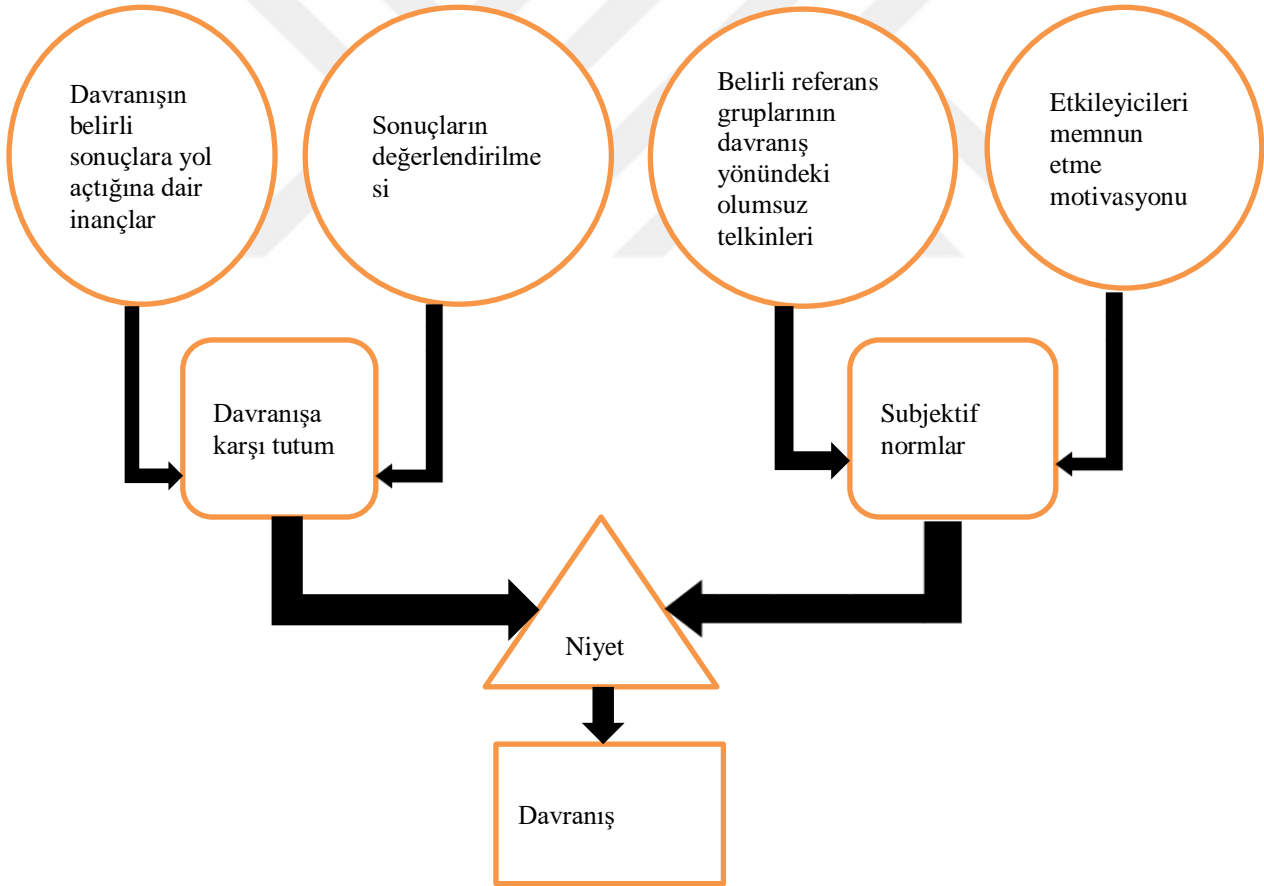 Davranışın
belirli
sonuçlara yol
açtığına dair
inançlar
Sonuçların
değerlendirilme
si
Belirli referans
gruplarının
davranış
yönündeki
olumsuz
telkinleri
Etkileyicileri
memnun
etme
motivasyonu
Davranışa
karşı tutum
Subjektif
normlar
Niyet
Davranış